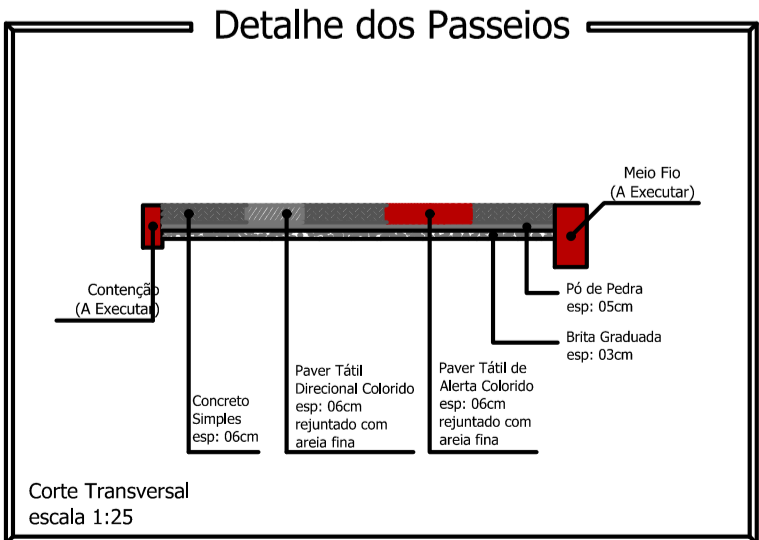 Detalhe dos Passeios
Meio Fio
(A Executar)
Contenção
(A Executar)
Pó de Pedra
esp: 05cm
Brita Graduada
esp: 03cm
Concreto
Simples
esp: 06cm
Paver Tátil
Direcional Colorido
esp: 06cm
rejuntado com
areia fina
Paver Tátil de
Alerta Colorido
esp: 06cm
rejuntado com
areia fina
Corte Transversal
escala 1:25